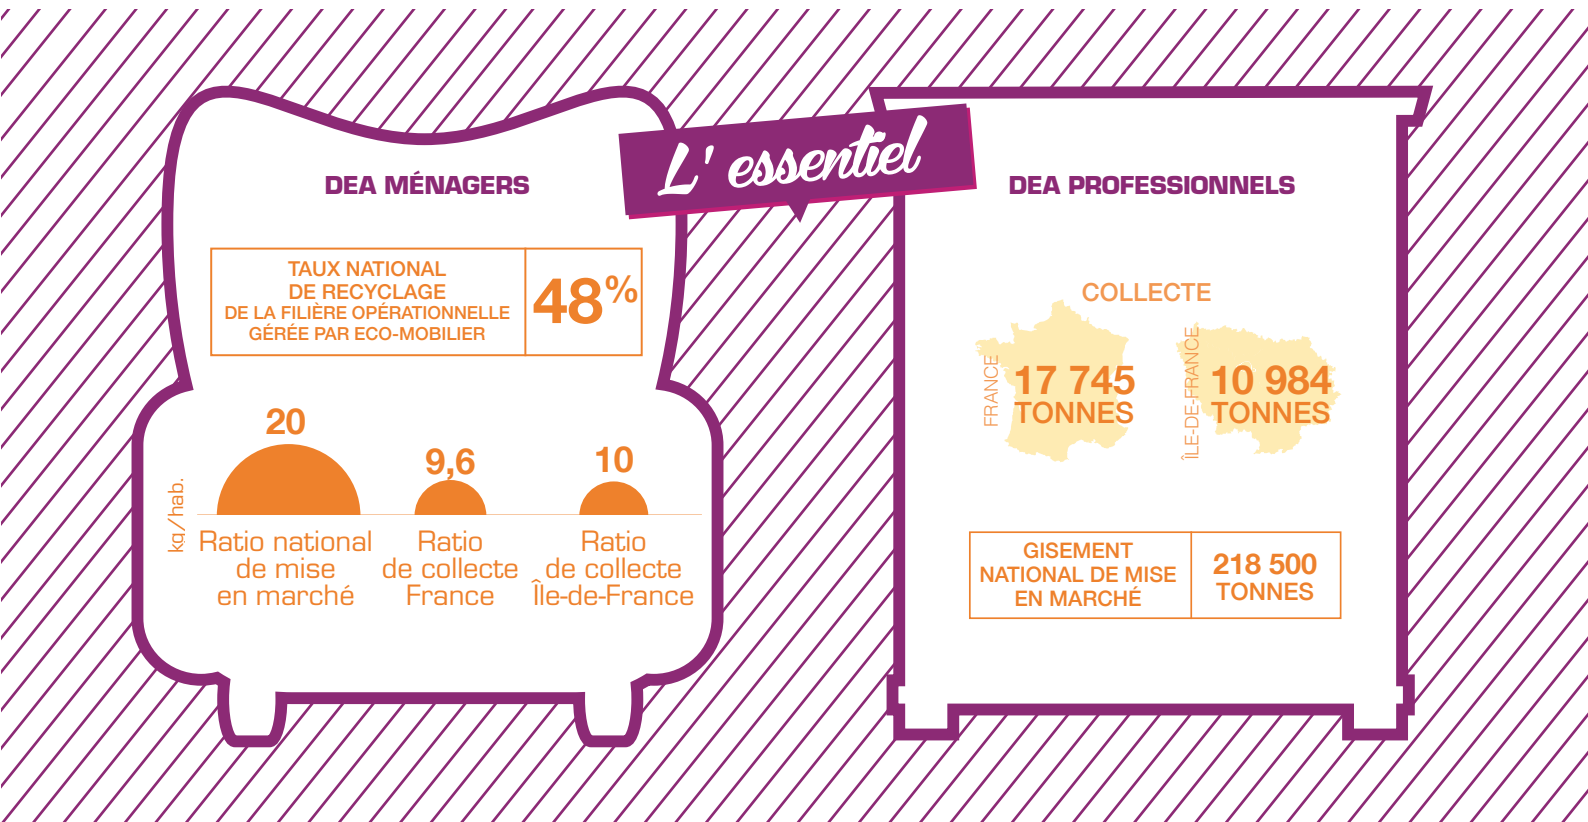 L' essentiel
DEA MÉNAGERS
TAUX NATIONAL
DE RECYCLAGE
DE LA FILIÈRE OPÉRATIONNELLE
GÉRÉE PAR ECO-MOBILIER
48%
kg/hab.
20
Ratio national
de mise
en marché
9,6
Ratio
de collecte
France
10
Ratio
de collecte
Île-de-France
DEA PROFESSIONNELS
COLLECTE
FRANCE
17 745
TONNES
ÎLE-DE-FRANCE
10 984
TONNES
GISEMENT
NATIONAL DE MISE
EN MARCHÉ
218 500
TONNES